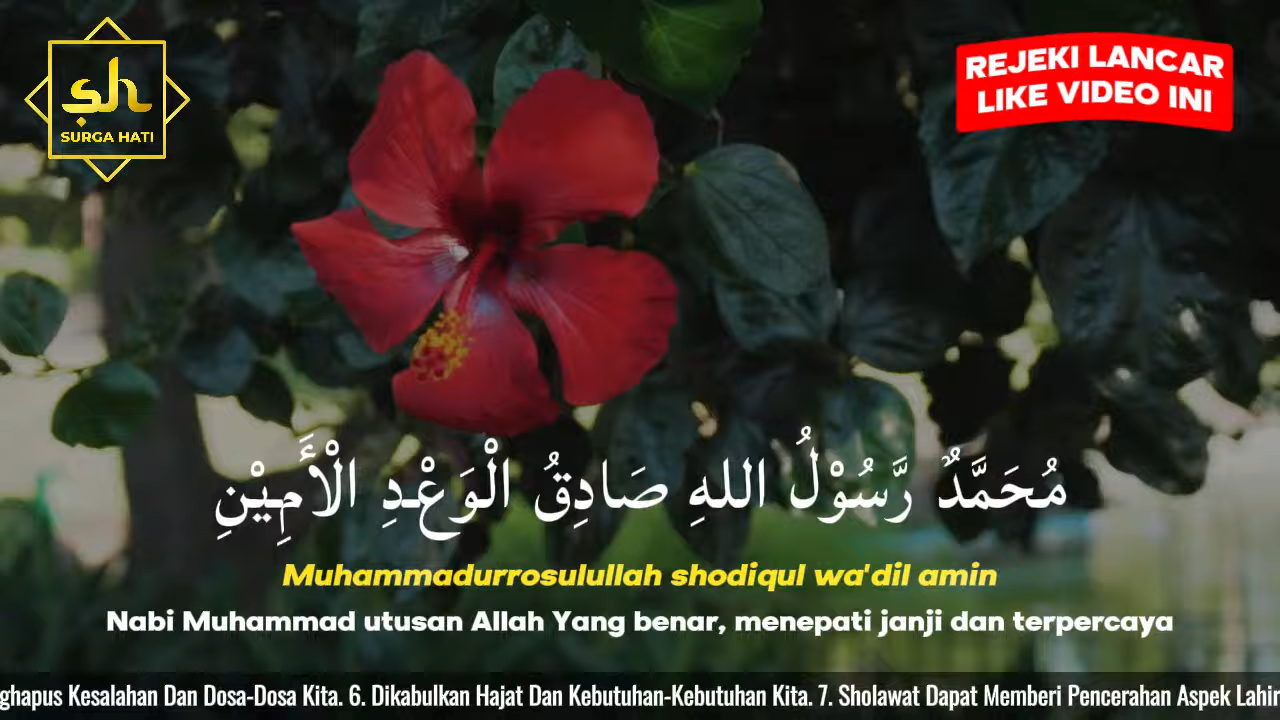 sh
SURGA HATI
REJEKI LANCAR
LIKE VIDEO INI
مُحَمَّدٌ رَّسُوْلُ اللهِ صَادِقُ الْوَعْدِ الْأَمِيْنِ
Muhammadurrosulullah shodiqul wa'dil amin
Nabi Muhammad utusan Allah Yang benar, menepati janji dan terpercaya
ghapus Kesalahan Dan Dosa-Dosa Kita. 6. Dikabulkan Hajat Dan Kebutuhan-Kebutuhan Kita. 7. Sholawat Dapat Memberi Pencerahan Aspek Lahir